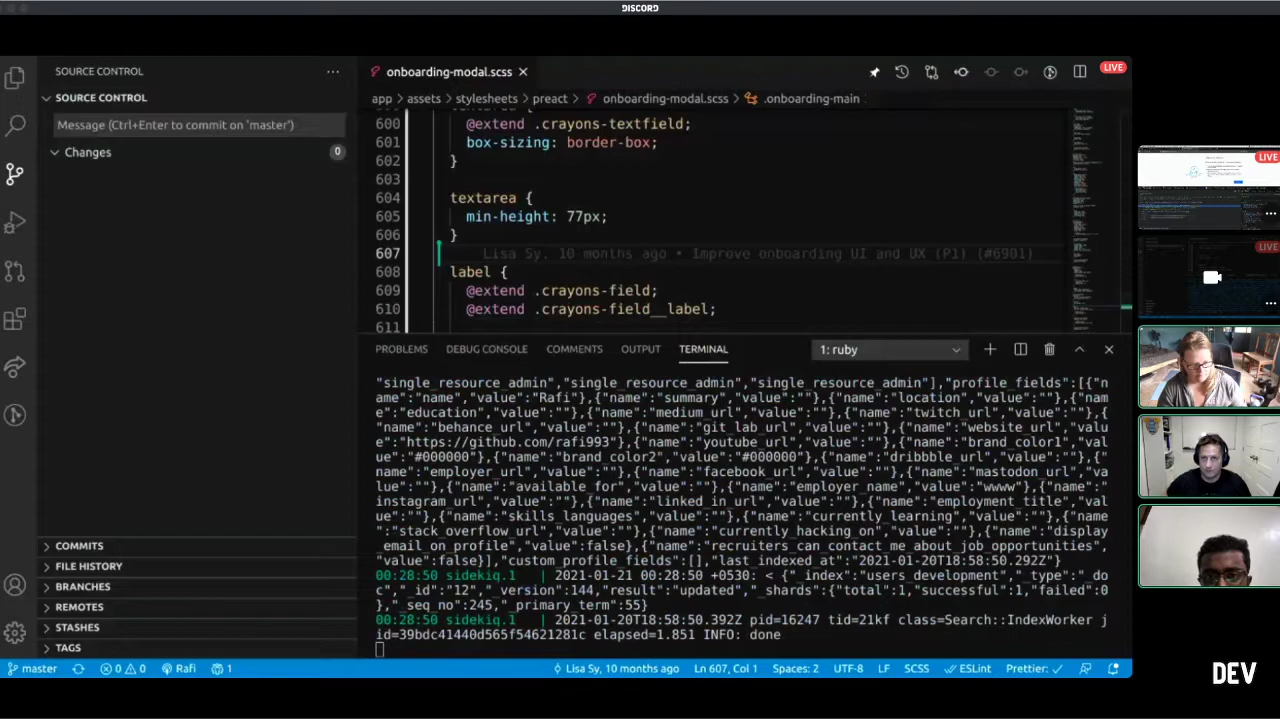 DISCORD
SOURCE CONTROL
onboarding-modal.scss
LIVE
SOURCE CONTROL
app > assets > stylesheets > preact > onboarding-modal.scss > .onboarding-main
Message (Ctrl+Enter to commit on 'master')
Changes 0
600 @extend .crayons-textfield;
601 box-sizing: border-box;
602 }
603
604 textarea {
605 min-height: 77px;
606 }
607 Lisa Sy, 10 months ago • Improve onboarding UI and UX (P1) (#6901)
608 label {
609 @extend .crayons-field;
610 @extend .crayons-field__label;
611
LIVE
LIVE
PROBLEMS DEBUG CONSOLE COMMENTS OUTPUT TERMINAL 1: ruby
"single_resource_admin","single_resource_admin","single_resource_admin"],"profile_fields":[{"n
ame":"name","value":"Rafi"},{"name":"summary","value":""},{"name":"location","value":""},{"nam
e":"education","value":""},{"name":"medium_url","value":""},{"name":"twitch_url","value":""},{
"name":"behance_url","value":""},{"name":"git_lab_url","value":""},{"name":"website_url","valu
e":"https://github.com/rafi993"},{"name":"youtube_url","value":""},{"name":"brand_color1","val
ue":"#000000"},{"name":"brand_color2","value":"#000000"},{"name":"dribbble_url","value":""},{"
name":"employer_url","value":""},{"name":"facebook_url","value":""},{"name":"mastodon_url","va
lue":""},{"name":"available_for","value":""},{"name":"employer_name","value":"wwww"},{"name":"
instagram_url","value":""},{"name":"linked_in_url","value":""},{"name":"employment_title","val
ue":""},{"name":"skills_languages","value":""},{"name":"currently_learning","value":""},{"name
":"stack_overflow_url","value":""},{"name":"currently_hacking_on","value":""},{"name":"display
_email_on_profile","value":false},{"name":"recruiters_can_contact_me_about_job_opportunities",
"value":false}],"custom_profile_fields":[],"last_indexed_at":"2021-01-20T18:58:50.292Z"}
00:28:50 sidekiq.1 | 2021-01-21 00:28:50 +0530: < {"_index":"users_development","_type":"_do
c","_id":"12","_version":144,"result":"updated","_shards":{"total":1,"successful":1,"failed":0
},"_seq_no":245,"_primary_term":55}
00:28:50 sidekiq.1 | 2021-01-20T18:58:50.392Z pid=16247 tid=21kf class=Search::IndexWorker j
id=39bdc41440d565f54621281c elapsed=1.851 INFO: done
COMMITS
FILE HISTORY
BRANCHES
REMOTES
STASHES
TAGS
master 0 0 Rafi 1 Lisa Sy, 10 months ago Ln 607, Col 1 Spaces: 2 UTF-8 LF SCSS ESLint Prettier: ✓
DEV